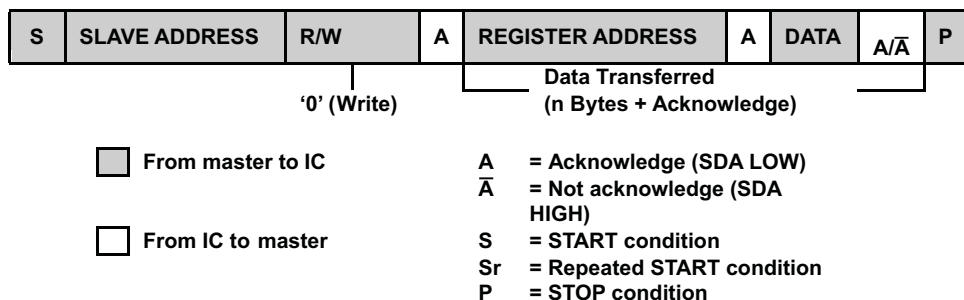 S SLAVE ADDRESS R/W A REGISTER ADDRESS A DATA A/A̅ P
'0' (Write)
Data Transferred
(n Bytes + Acknowledge)
From master to IC
From IC to master
A = Acknowledge (SDA LOW)
A̅ = Not acknowledge (SDA
HIGH)
S = START condition
Sr = Repeated START condition
P = STOP condition